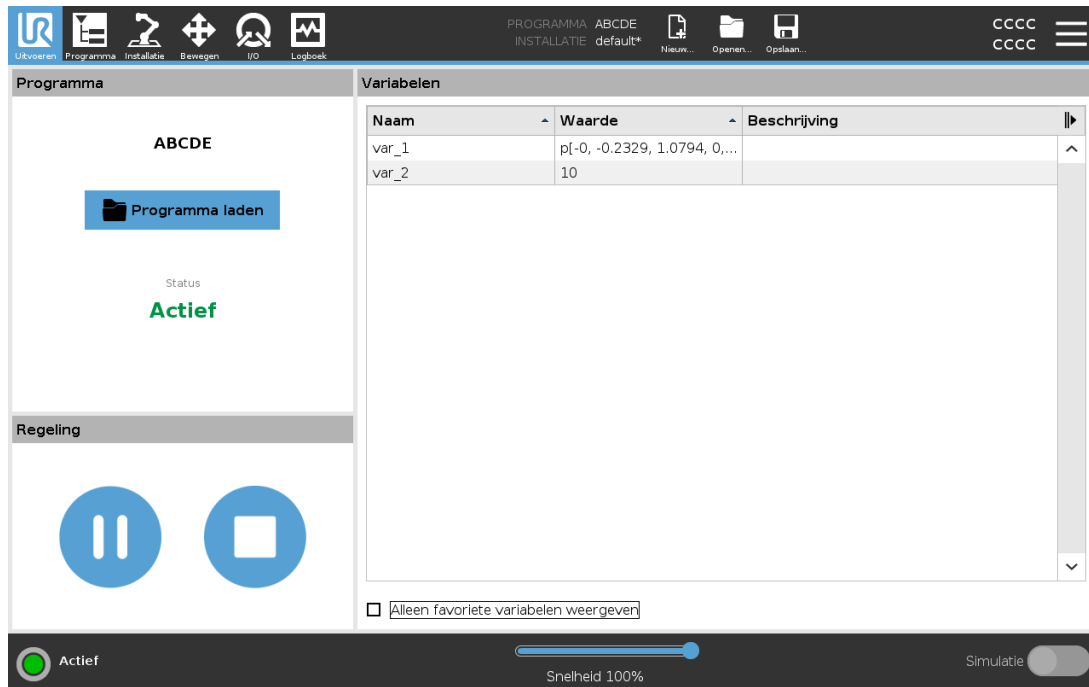 UR
Uitvoeren Programma Installatie Bewegen I/O Logboek
PROGRAMMA ABCDE
INSTALLATIE default*
Nieuw... Openen... Opslaan...
CCCC
CCCC
Programma
ABCDE
Programma laden
Status
Actief
Regeling
Variabelen
Naam Waarde Beschrijving
var_1 p[-0, -0.2329, 1.0794, 0,...
var_2 10
Alleen favoriete variabelen weergeven
Actief
Snelheid 100%
Simulatie